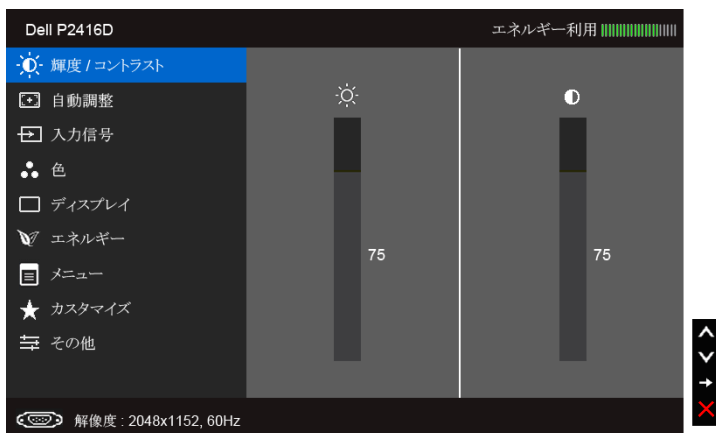 Dell P2416D
エネルギー利用
輝度 / コントラスト
自動調整
入力信号
色
ディスプレイ
エネルギー
メニュー
カスタマイズ
その他
75
75
解像度 : 2048x1152, 60Hz